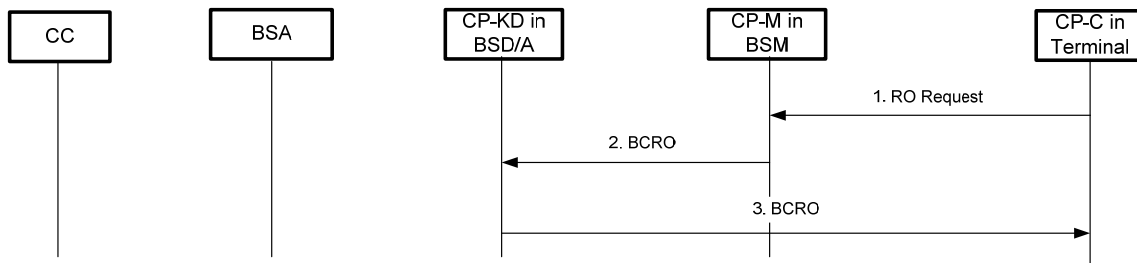 CC
BSA
CP-KD in
BSD/A
CP-M in
BSM
CP-C in
Terminal
1. RO Request
2. BCRO
3. BCRO